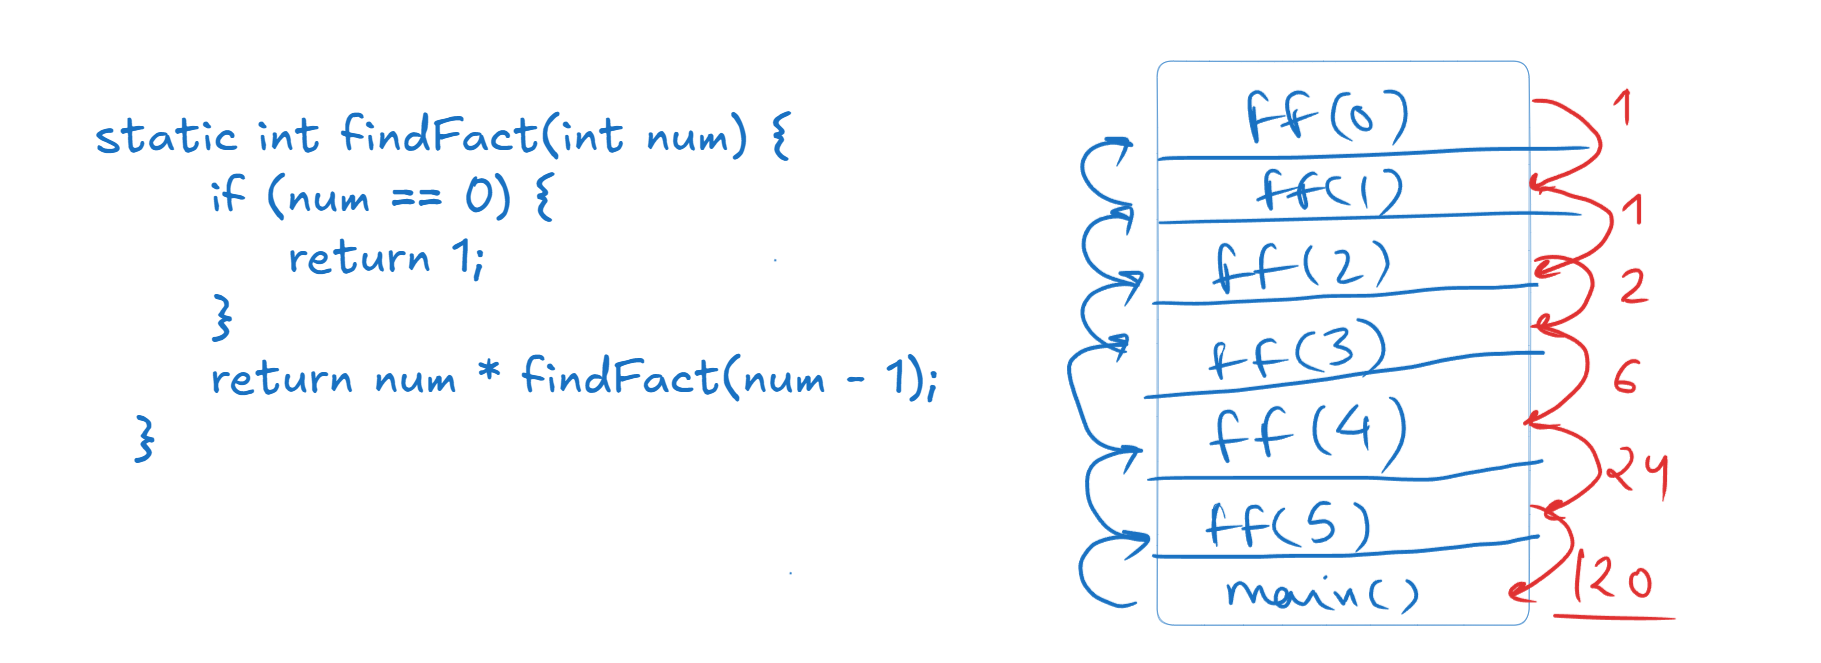 static int findFact(int num) {
if (num == 0) {
return 1;
}
return num * findFact(num - 1);
}
ff(0)
1
ff(1)
1
ff(2)
2
ff(3)
6
ff(4)
24
ff(5)
120
main()